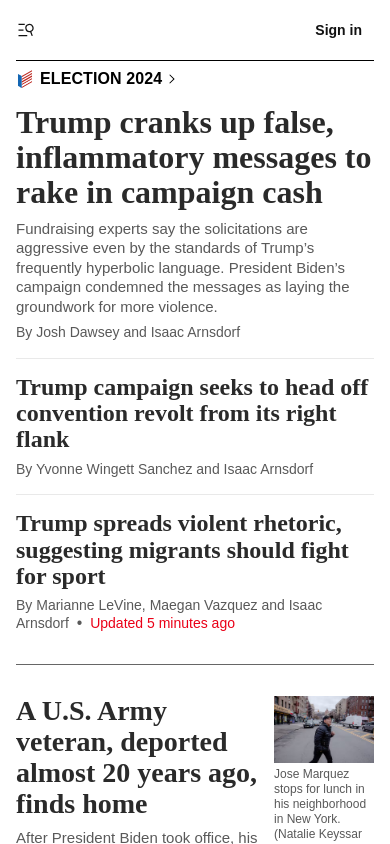 Sign in
ELECTION 2024
Trump cranks up false,
inflammatory messages to
rake in campaign cash
Fundraising experts say the solicitations are
aggressive even by the standards of Trump’s
frequently hyperbolic language. President Biden’s
campaign condemned the messages as laying the
groundwork for more violence.
By Josh Dawsey and Isaac Arnsdorf
Trump campaign seeks to head off
convention revolt from its right
flank
By Yvonne Wingett Sanchez and Isaac Arnsdorf
Trump spreads violent rhetoric,
suggesting migrants should fight
for sport
By Marianne LeVine, Maegan Vazquez and Isaac
Arnsdorf • Updated 5 minutes ago
A U.S. Army
veteran, deported
almost 20 years ago,
finds home
After President Biden took office, his
Jose Marquez
stops for lunch in
his neighborhood
in New York.
(Natalie Keyssar